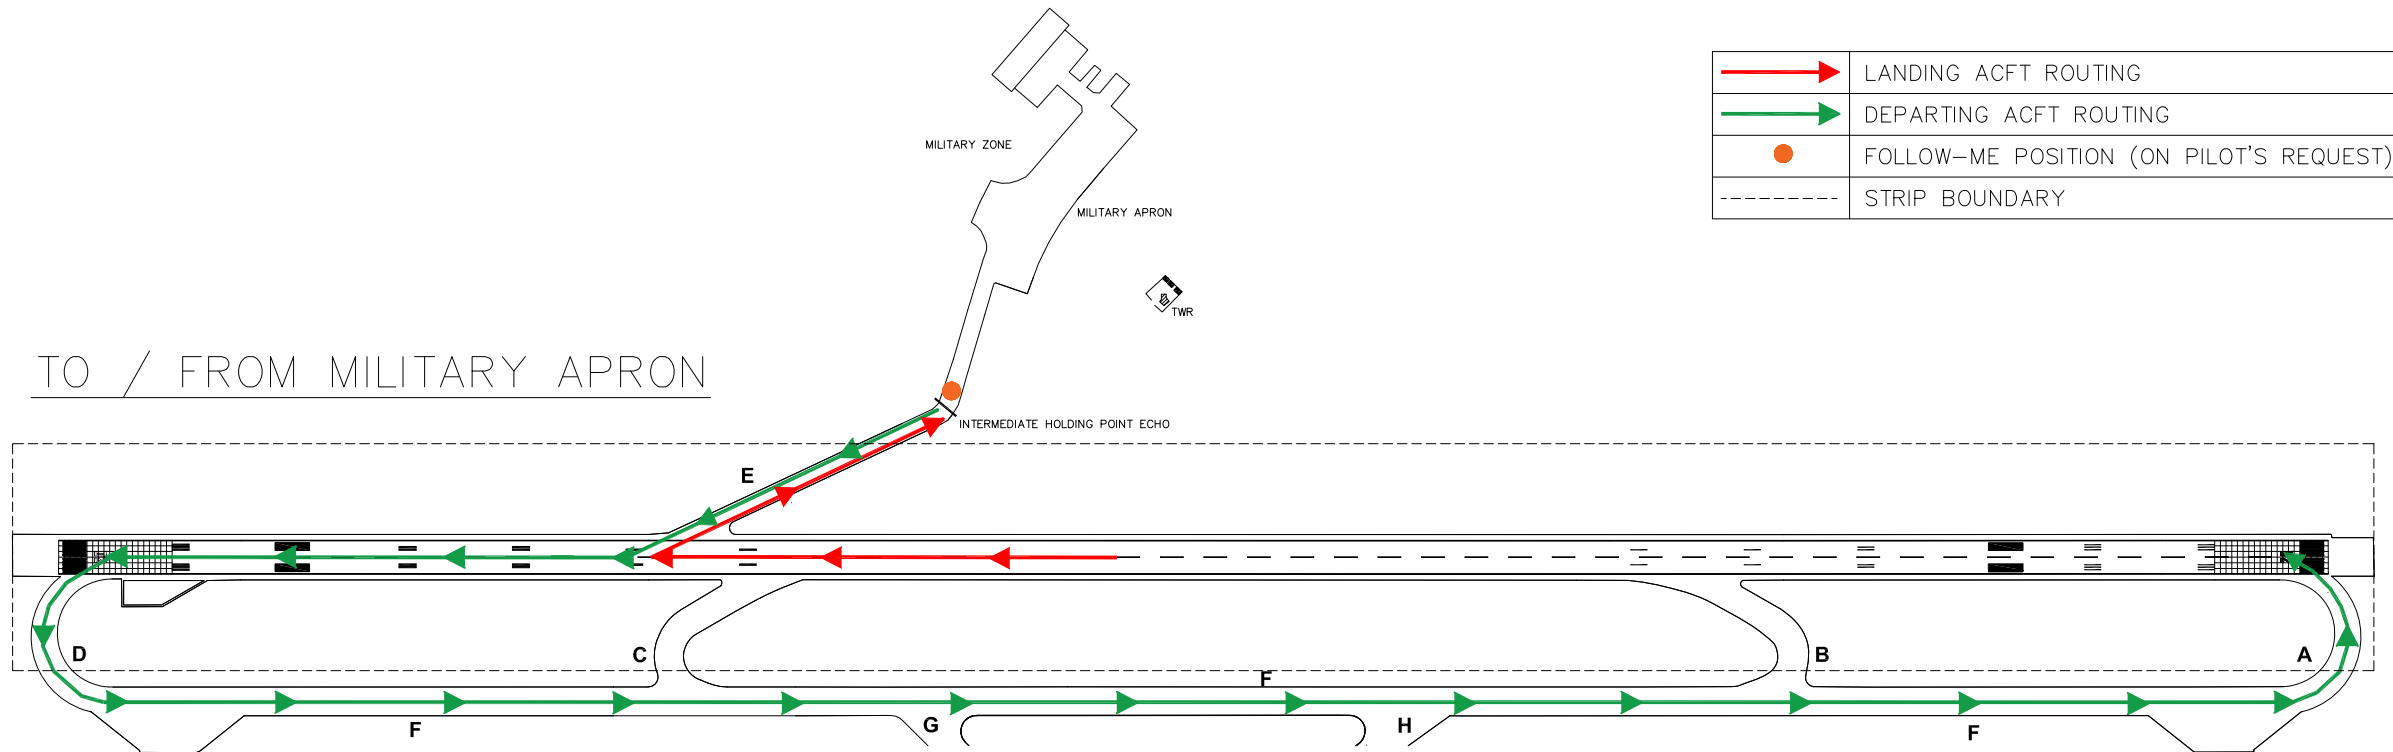 LANDING ACFT ROUTING
DEPARTING ACFT ROUTING
FOLLOW-ME POSITION (ON PILOT'S REQUEST)
STRIP BOUNDARY
MILITARY ZONE
MILITARY APRON
TWR
TO / FROM MILITARY APRON
INTERMEDIATE HOLDING POINT ECHO
E
D
C
B
A
F
F
G
H
F